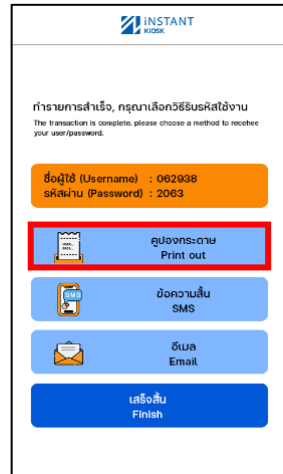 INSTANT
KIOSK
ทำรายการสำเร็จ, กรุณาเลือกวิธีรับรหัสใช้งาน
The transaction is complete, please choose a method to recehee
your user/password.
ชื่อผู้ใช้ (Username) : 062938
รหัสผ่าน (Password) : 2063
คูปองกระดาษ
Print out
SMS
ข้อความสั้น
SMS
อีเมล
Email
เสร็จสิ้น
Finish